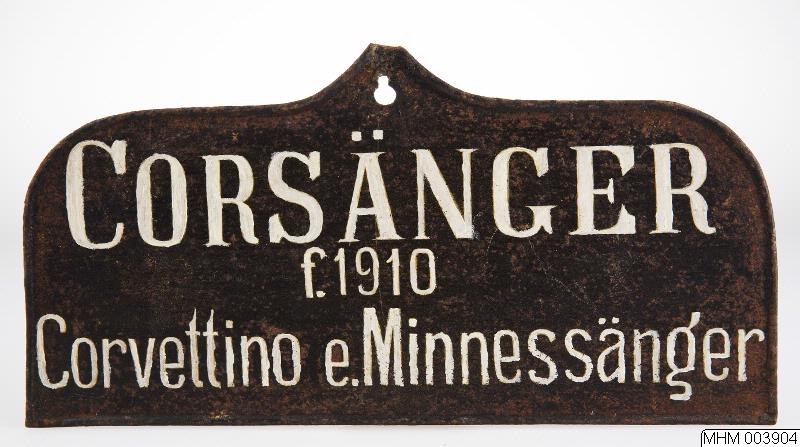 CORSÄNGER
f.1910
Corvettino e.Minnessänger
MHM 003904